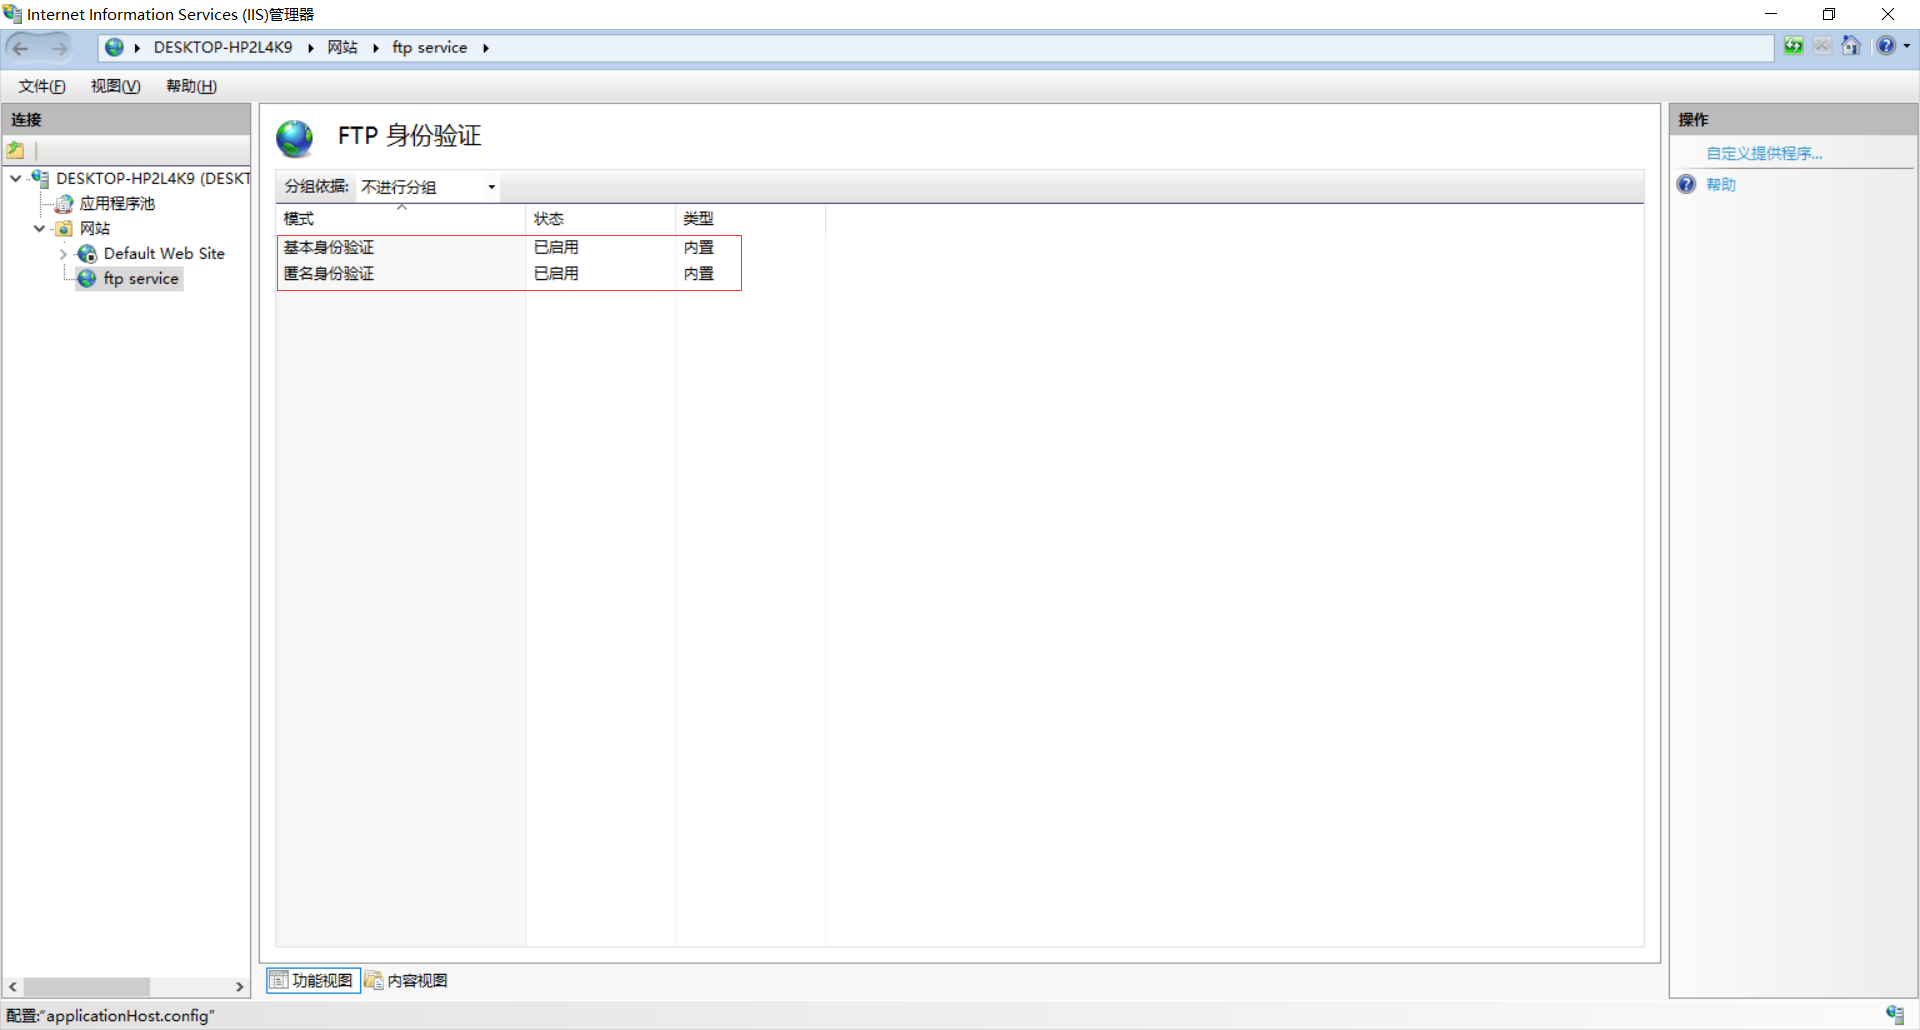 Internet Information Services (IIS)管理器
DESKTOP-HP2L4K9 网站 ftp service
文件(F) 视图(V) 帮助(H)
连接
DESKTOP-HP2L4K9 (DESKT
应用程序池
网站
Default Web Site
ftp service
FTP 身份验证
分组依据: 不进行分组
模式 状态 类型
基本身份验证 已启用 内置
匿名身份验证 已启用 内置
功能视图 内容视图
操作
自定义提供程序...
帮助
配置:“applicationHost.config”